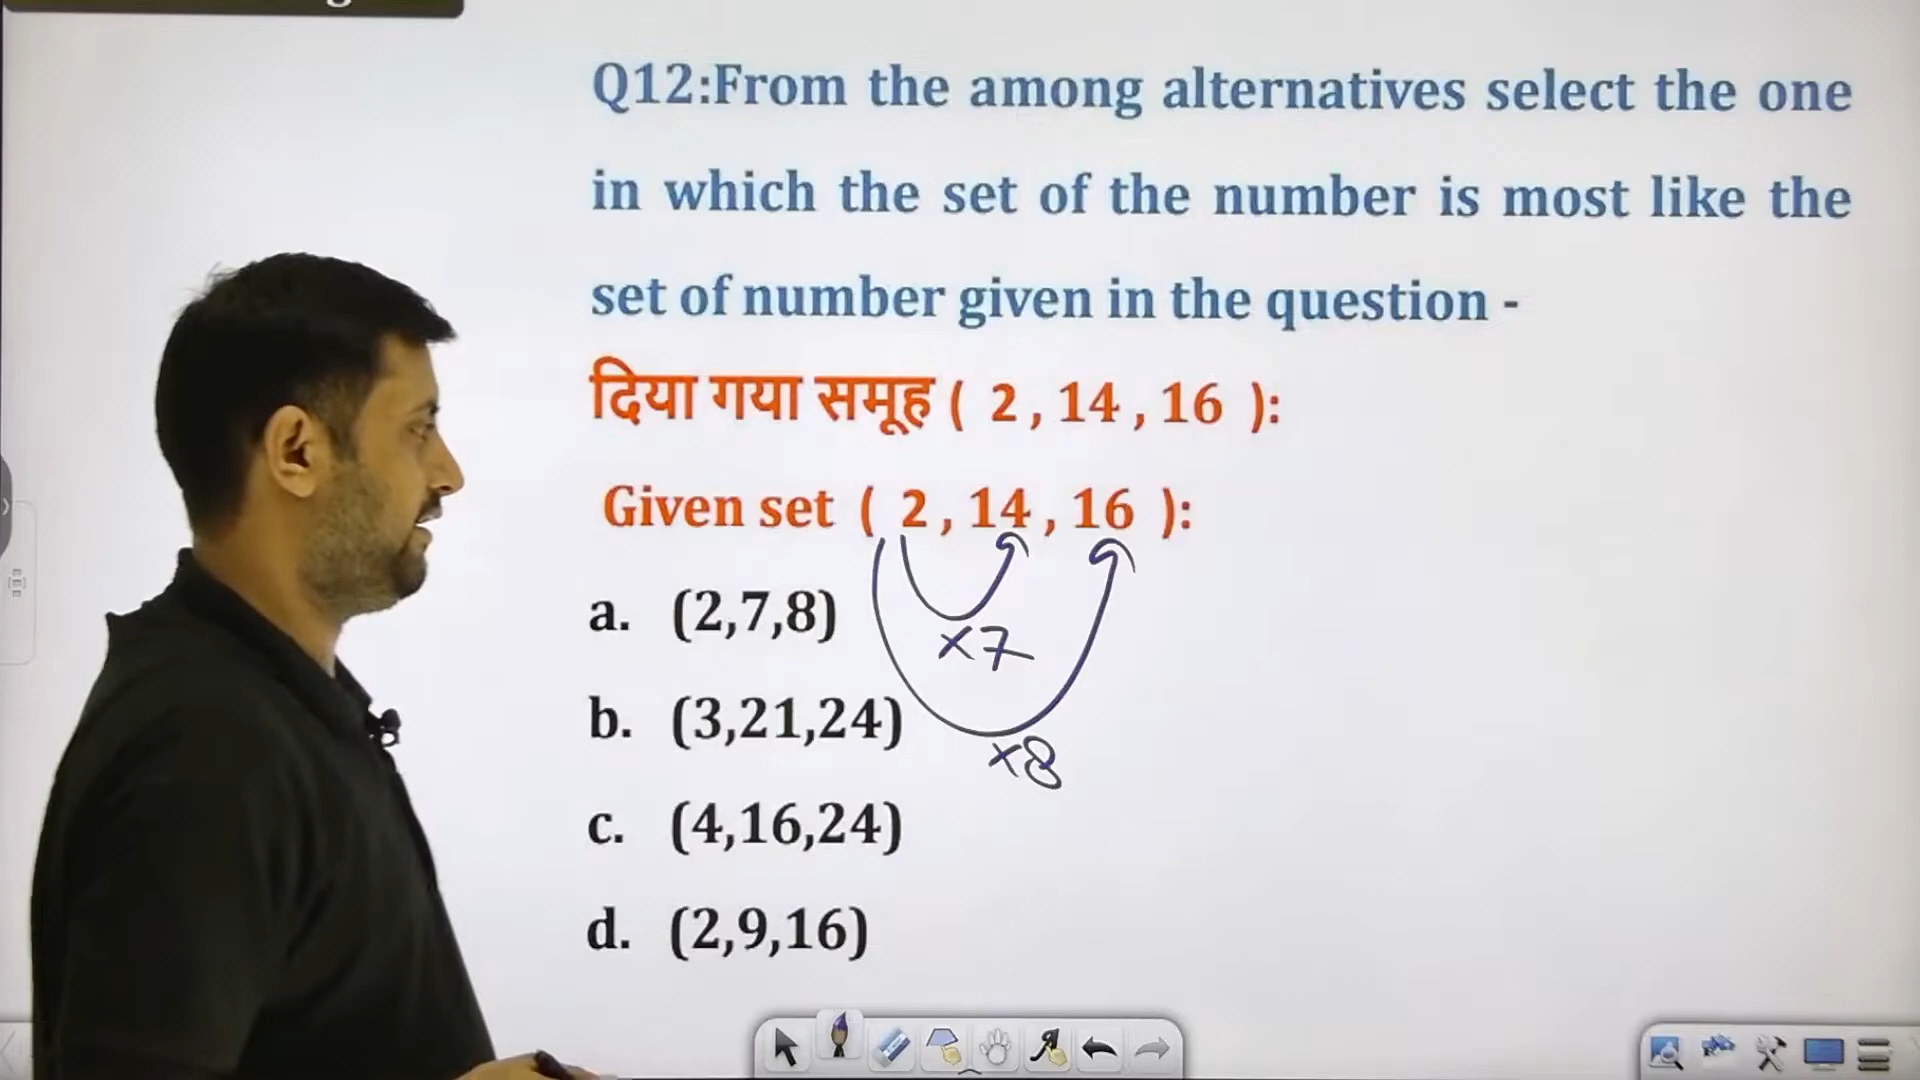 Q12:From the among alternatives select the one
in which the set of the number is most like the
set of number given in the question -
दिया गया समूह ( 2 , 14 , 16 ):
Given set ( 2 , 14 , 16 ):
a. (2,7,8)
×7
b. (3,21,24)
×8
c. (4,16,24)
d. (2,9,16)